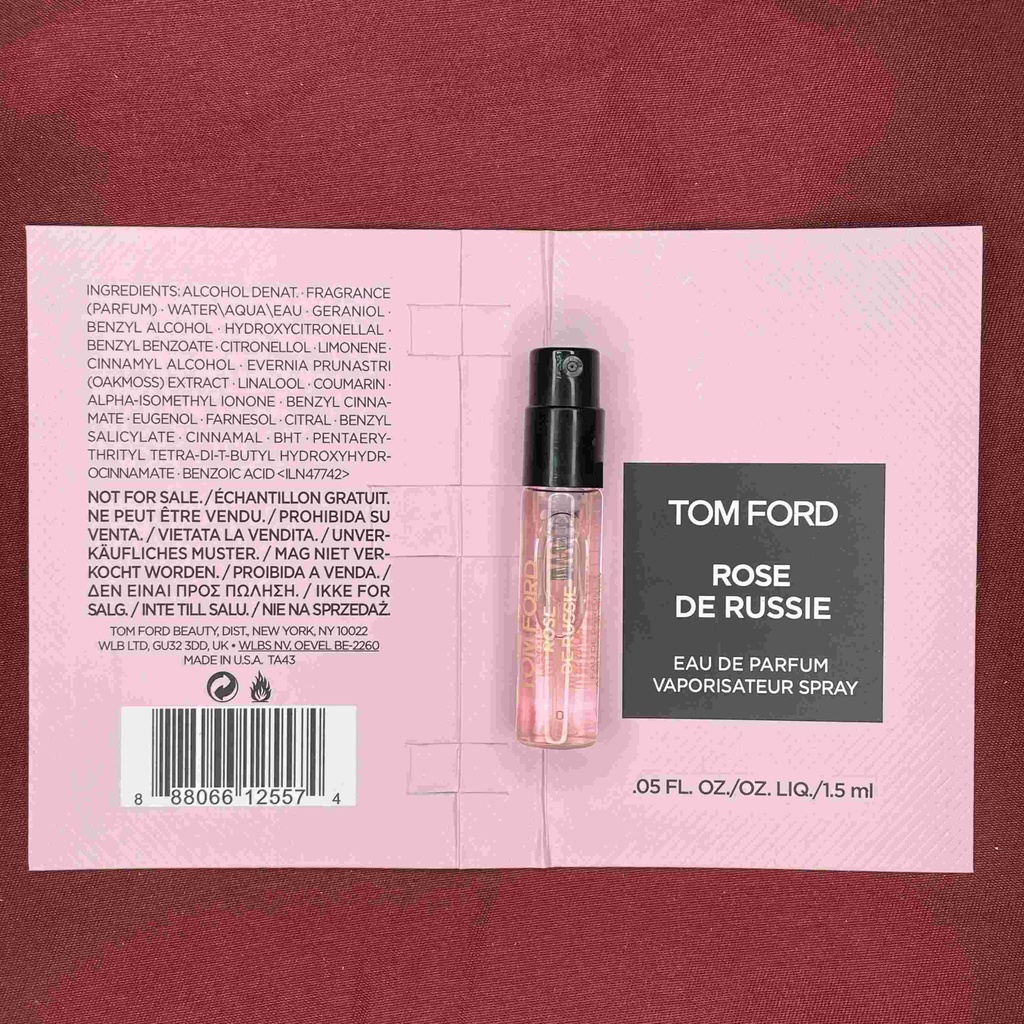 INGREDIENTS: ALCOHOL DENAT. · FRAGRANCE
(PARFUM) · WATER\AQUA\EAU · GERANIOL ·
BENZYL ALCOHOL · HYDROXYCITRONELLAL ·
BENZYL BENZOATE · CITRONELLOL · LIMONENE ·
CINNAMYL ALCOHOL · EVERNIA PRUNASTRI
(OAKMOSS) EXTRACT · LINALOOL · COUMARIN ·
ALPHA-ISOMETHYL IONONE · BENZYL CINNA-
MATE · EUGENOL · FARNESOL · CITRAL · BENZYL
SALICYLATE · CINNAMAL · BHT · PENTAERY-
THRITYL TETRA-DI-T-BUTYL HYDROXYHYDR-
OCINNAMATE · BENZOIC ACID <ILN47742>
NOT FOR SALE. / ÉCHANTILLON GRATUIT.
NE PEUT ÊTRE VENDU. / PROHIBIDA SU
VENTA. / VIETATA LA VENDITA. / UNVER-
KÄUFLICHES MUSTER. / MAG NIET VER-
KOCHT WORDEN. / PROIBIDA A VENDA. /
ΔΕΝ ΕΙΝΑΙ ΠΡΟΣ ΠΩΛΗΣΗ. / IKKE FOR
SALG. / INTE TILL SALU. / NIE NA SPRZEDAŻ.
TOM FORD BEAUTY, DIST., NEW YORK, NY 10022
WLB LTD, GU32 3DD, UK • WLBS NV. OEVEL BE-2260
MADE IN U.S.A. TA43
8 88066 12557 4
TOM FORD
ROSE
DE RUSSIE
TOM FORD
ROSE
DE RUSSIE
EAU DE PARFUM
VAPORISATEUR SPRAY
.05 FL. OZ./OZ. LIQ./1.5 ml